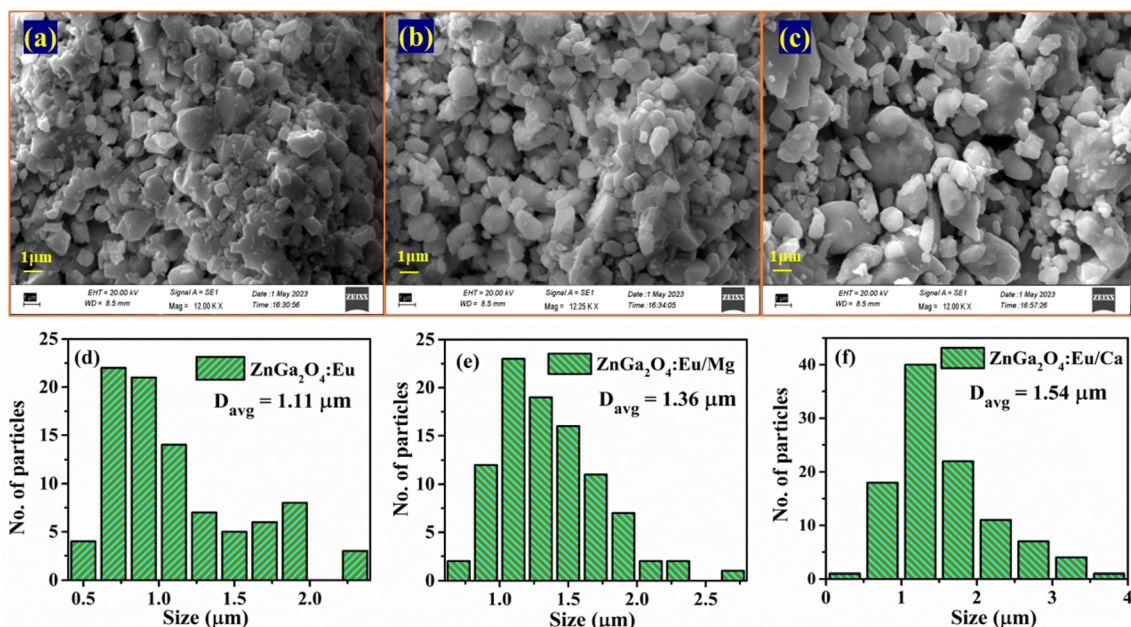 (a)
1µm
EHT = 20.00 kV Signal A = SE1 Date :1 May 2023
WD = 8.5 mm Mag = 12.00 K X Time :16:30:56
ZEISS
(b)
1µm
EHT = 20.00 kV Signal A = SE1 Date :1 May 2023
WD = 8.5 mm Mag = 12.25 K X Time :16:34:05
ZEISS
(c)
1µm
EHT = 20.00 kV Signal A = SE1 Date :1 May 2023
WD = 8.5 mm Mag = 12.00 K X Time :16:57:26
ZEISS
(d)
ZnGa₂O₄:Eu
D_avg = 1.11 µm
No. of particles
25
20
15
10
5
0
0.5 1.0 1.5 2.0
Size (µm)
(e)
ZnGa₂O₄:Eu/Mg
D_avg = 1.36 µm
No. of particles
25
20
15
10
5
0
1.0 1.5 2.0 2.5
Size (µm)
(f)
ZnGa₂O₄:Eu/Ca
D_avg = 1.54 µm
No. of particles
40
30
20
10
0
0 1 2 3 4
Size (µm)